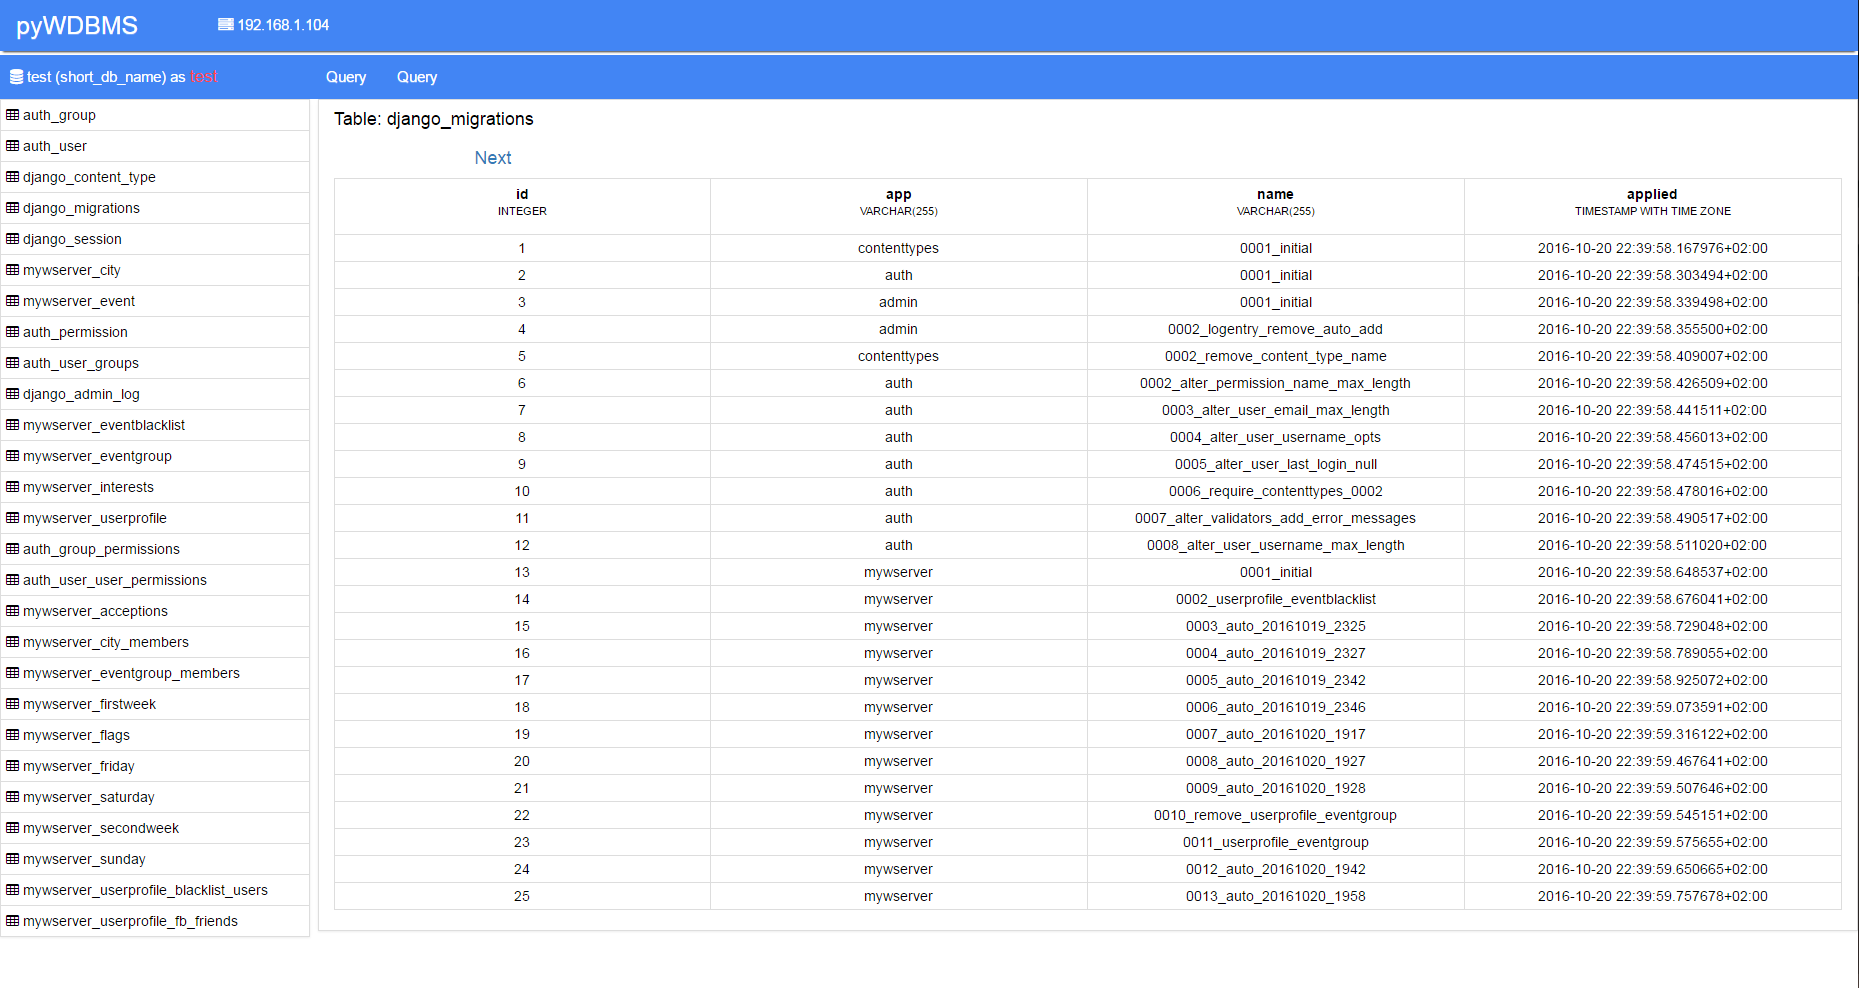 pyWDBMS
192.168.1.104
test (short_db_name) as test
Query
Query
auth_group
auth_user
django_content_type
django_migrations
django_session
mywserver_city
mywserver_event
auth_permission
auth_user_groups
django_admin_log
mywserver_eventblacklist
mywserver_eventgroup
mywserver_interests
mywserver_userprofile
auth_group_permissions
auth_user_user_permissions
mywserver_acceptions
mywserver_city_members
mywserver_eventgroup_members
mywserver_firstweek
mywserver_flags
mywserver_friday
mywserver_saturday
mywserver_secondweek
mywserver_sunday
mywserver_userprofile_blacklist_users
mywserver_userprofile_fb_friends
Table: django_migrations
Next
id app name applied
INTEGER VARCHAR(255) VARCHAR(255) TIMESTAMP WITH TIME ZONE
1 contenttypes 0001_initial 2016-10-20 22:39:58.167976+02:00
2 auth 0001_initial 2016-10-20 22:39:58.303494+02:00
3 admin 0001_initial 2016-10-20 22:39:58.339498+02:00
4 admin 0002_logentry_remove_auto_add 2016-10-20 22:39:58.355500+02:00
5 contenttypes 0002_remove_content_type_name 2016-10-20 22:39:58.409007+02:00
6 auth 0002_alter_permission_name_max_length 2016-10-20 22:39:58.426509+02:00
7 auth 0003_alter_user_email_max_length 2016-10-20 22:39:58.441511+02:00
8 auth 0004_alter_user_username_opts 2016-10-20 22:39:58.456013+02:00
9 auth 0005_alter_user_last_login_null 2016-10-20 22:39:58.474515+02:00
10 auth 0006_require_contenttypes_0002 2016-10-20 22:39:58.478016+02:00
11 auth 0007_alter_validators_add_error_messages 2016-10-20 22:39:58.490517+02:00
12 auth 0008_alter_user_username_max_length 2016-10-20 22:39:58.511020+02:00
13 mywserver 0001_initial 2016-10-20 22:39:58.648537+02:00
14 mywserver 0002_userprofile_eventblacklist 2016-10-20 22:39:58.676041+02:00
15 mywserver 0003_auto_20161019_2325 2016-10-20 22:39:58.729048+02:00
16 mywserver 0004_auto_20161019_2327 2016-10-20 22:39:58.789055+02:00
17 mywserver 0005_auto_20161019_2342 2016-10-20 22:39:58.925072+02:00
18 mywserver 0006_auto_20161019_2346 2016-10-20 22:39:59.073591+02:00
19 mywserver 0007_auto_20161020_1917 2016-10-20 22:39:59.316122+02:00
20 mywserver 0008_auto_20161020_1927 2016-10-20 22:39:59.467641+02:00
21 mywserver 0009_auto_20161020_1928 2016-10-20 22:39:59.507646+02:00
22 mywserver 0010_remove_userprofile_eventgroup 2016-10-20 22:39:59.545151+02:00
23 mywserver 0011_userprofile_eventgroup 2016-10-20 22:39:59.575655+02:00
24 mywserver 0012_auto_20161020_1942 2016-10-20 22:39:59.650665+02:00
25 mywserver 0013_auto_20161020_1958 2016-10-20 22:39:59.757678+02:00